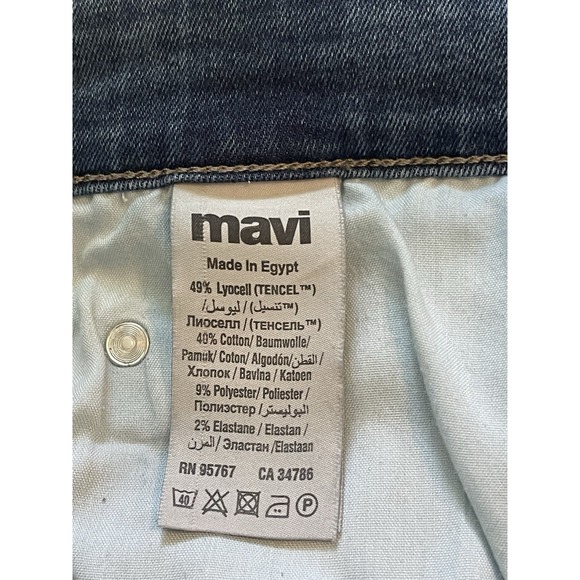 mavi
Made In Egypt
49% Lyocell (TENCEL™)
/ليوسل / (تنسيل™)
Лиоселл / (ТЕНСЕЛЬ™)
40% Cotton/ Baumwolle/
Pamuk/ Coton/ Algodón/القطن/
Хлопок / Bavlna / Katoen
9% Polyester/ Poliester /
Полиэстер /البوليستر/
2% Elastane / Elastan /
المرن/ Эластан /Elastaan
RN 95767 CA 34786
40 P